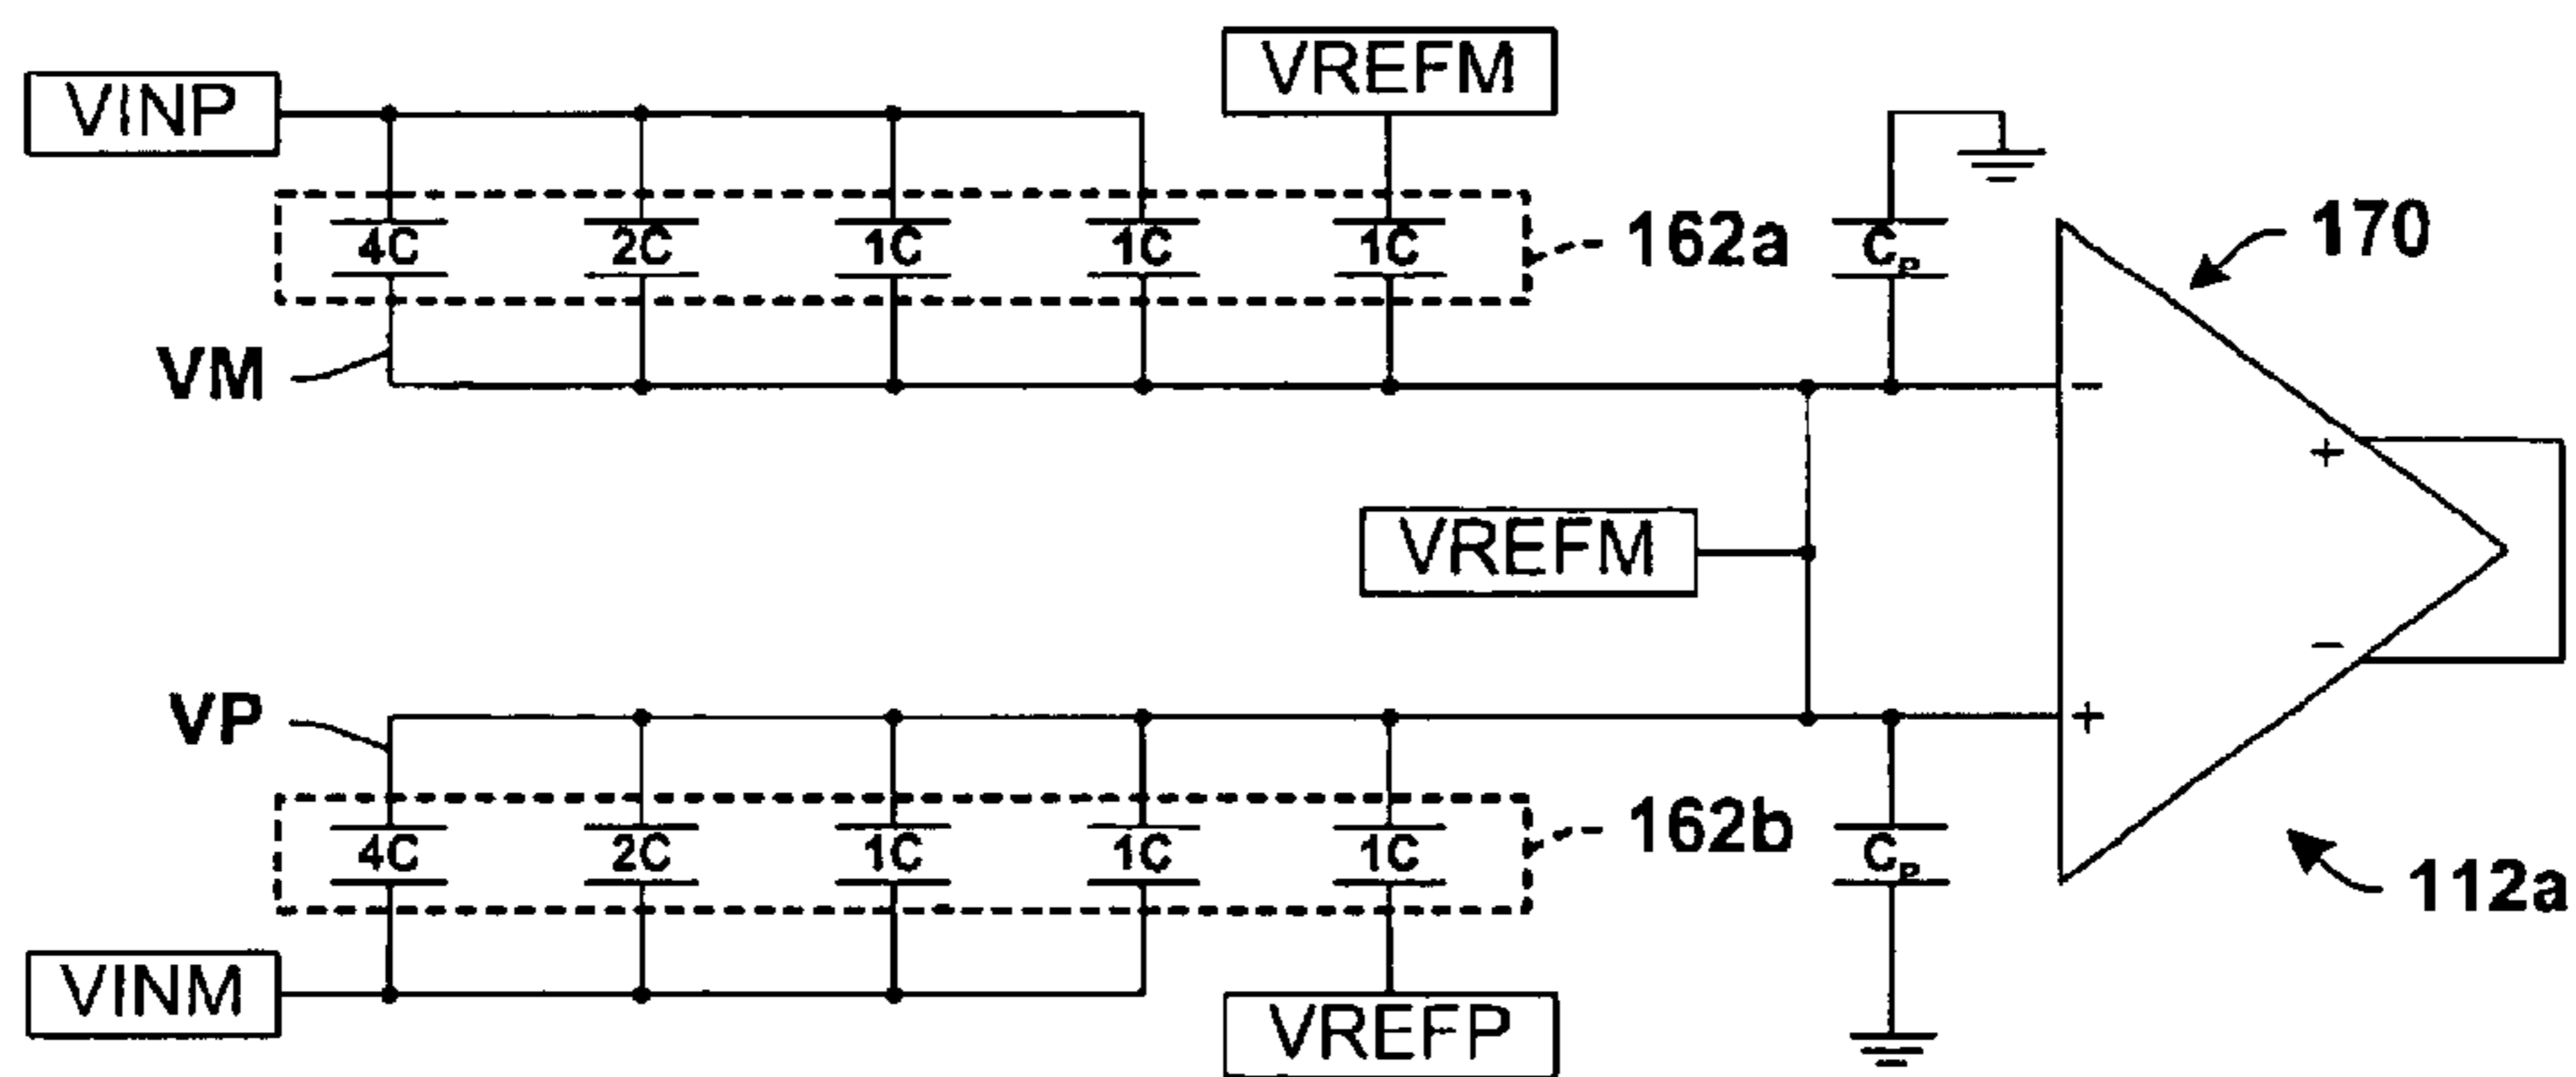 VREFM
VINP
4C 2C 1C 1C 1C 162a CP 170
VM
-
+
VREFM
-
VP +
4C 2C 1C 1C 1C 162b CP 112a
VINM
VREFP